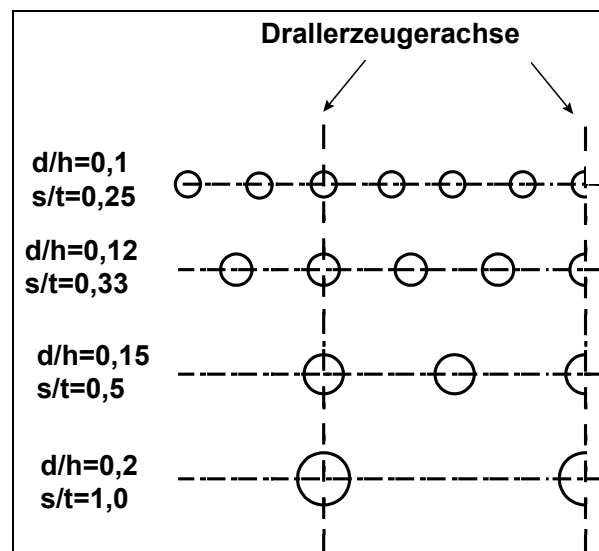 Drallerzeugerachse
d/h=0,1
s/t=0,25
d/h=0,12
s/t=0,33
d/h=0,15
s/t=0,5
d/h=0,2
s/t=1,0